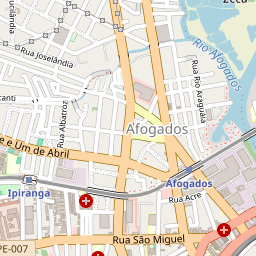 Rua Joselândia
Rio Afogados
Rua Rio Araguaia
Rua Albatroz
Afogados
e e Um de Abril
Ipiranga
Afogados
Rua Acre
Rua São Miguel
PE-007